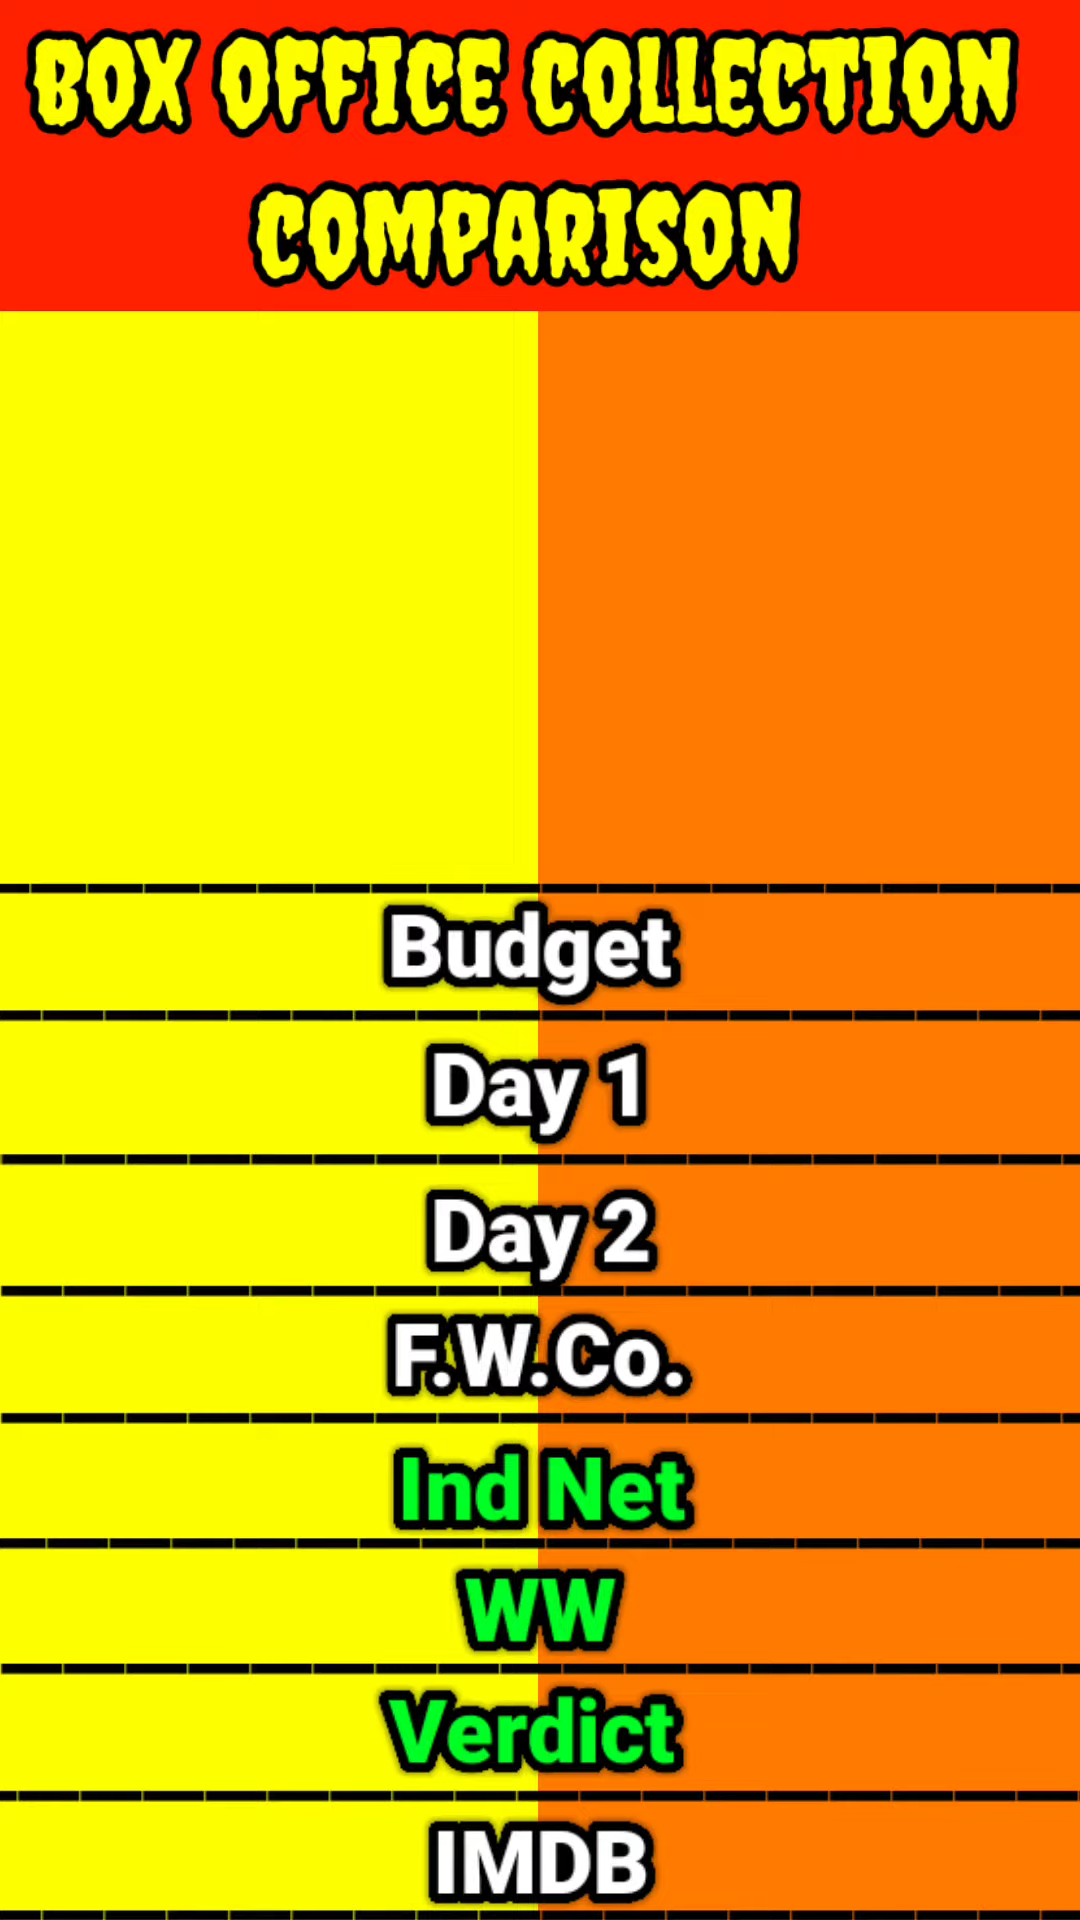 BOX OFFICE COLLECTION
COMPARISON
Budget
Day 1
Day 2
F.W.Co.
Ind Net
WW
Verdict
IMDB